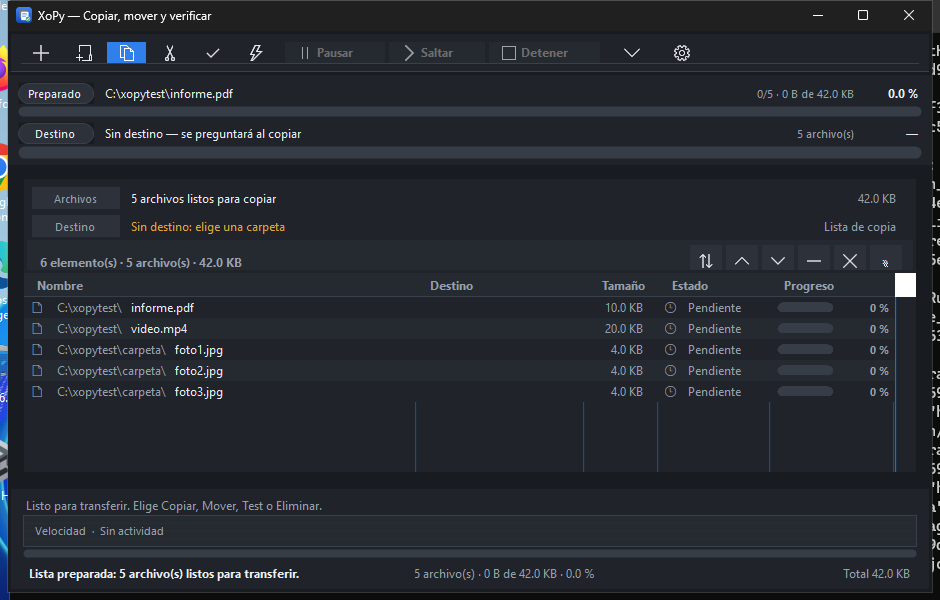 XoPy — Copiar, mover y verificar
Pausar Saltar Detener
Preparado C:\xopytest\informe.pdf 0/5 · 0 B de 42.0 KB 0.0 %
Destino Sin destino — se preguntará al copiar 5 archivo(s) —
Archivos 5 archivos listos para copiar 42.0 KB
Destino Sin destino: elige una carpeta Lista de copia
6 elemento(s) · 5 archivo(s) · 42.0 KB
Nombre Destino Tamaño Estado Progreso
C:\xopytest\ informe.pdf 10.0 KB Pendiente 0 %
C:\xopytest\ video.mp4 20.0 KB Pendiente 0 %
C:\xopytest\carpeta\ foto1.jpg 4.0 KB Pendiente 0 %
C:\xopytest\carpeta\ foto2.jpg 4.0 KB Pendiente 0 %
C:\xopytest\carpeta\ foto3.jpg 4.0 KB Pendiente 0 %
Listo para transferir. Elige Copiar, Mover, Test o Eliminar.
Velocidad · Sin actividad
Lista preparada: 5 archivo(s) listos para transferir. 5 archivo(s) · 0 B de 42.0 KB · 0.0 % Total 42.0 KB